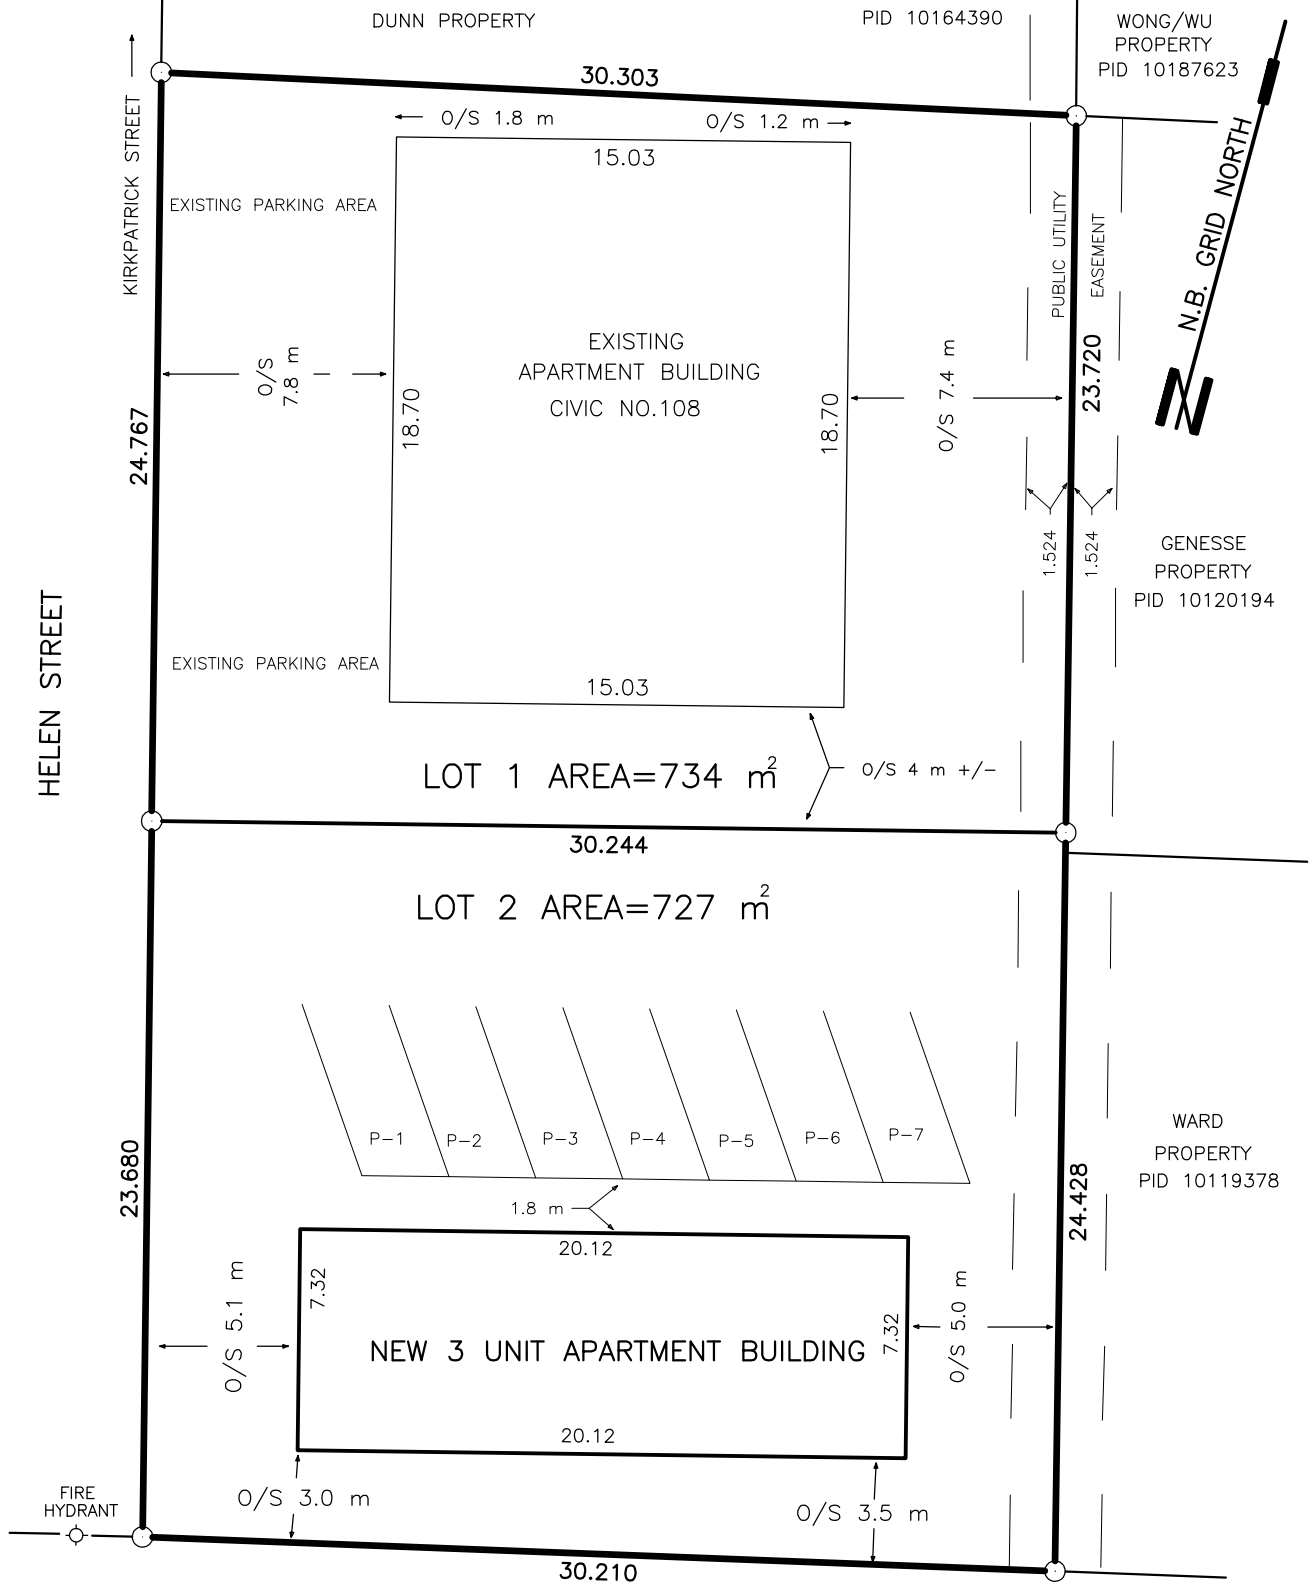 DUNN PROPERTY
PID 10164390
WONG/WU
PROPERTY
PID 10187623
30.303
O/S 1.8 m
O/S 1.2 m
15.03
KIRKPATRICK STREET
EXISTING PARKING AREA
PUBLIC UTILITY
EASEMENT
N.B. GRID NORTH
EXISTING
APARTMENT BUILDING
CIVIC NO.108
O/S
7.8 m
18.70
18.70
O/S 7.4 m
23.720
24.767
1.524
1.524
GENESSE
PROPERTY
PID 10120194
HELEN STREET
EXISTING PARKING AREA
15.03
LOT 1 AREA=734 m2
O/S 4 m +/-
30.244
LOT 2 AREA=727 m2
P-1
P-2
P-3
P-4
P-5
P-6
P-7
23.680
1.8 m
24.428
WARD
PROPERTY
PID 10119378
20.12
7.32
7.32
O/S 5.1 m
O/S 5.0 m
NEW 3 UNIT APARTMENT BUILDING
20.12
FIRE
HYDRANT
O/S 3.0 m
O/S 3.5 m
30.210